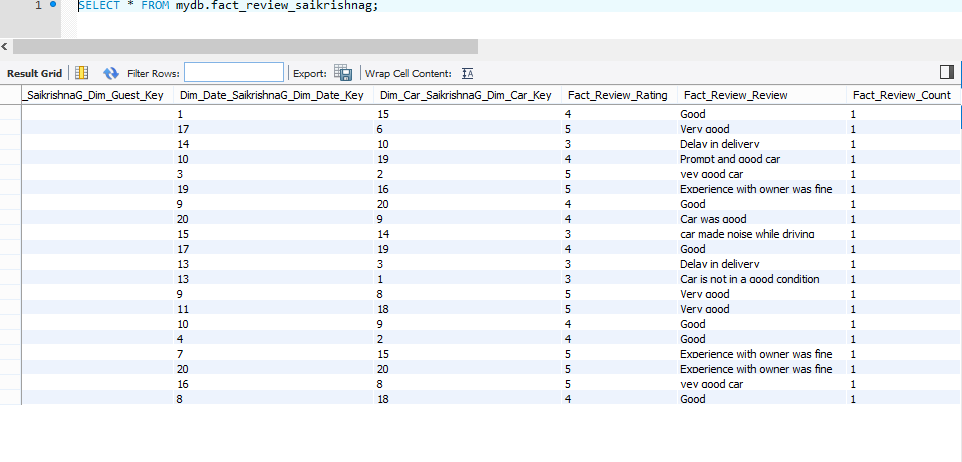 1 SELECT * FROM mydb.fact_review_saikrishnag;
Result Grid Filter Rows: Export: Wrap Cell Content: IA
_SaikrishnaG_Dim_Guest_Key Dim_Date_SaikrishnaG_Dim_Date_Key Dim_Car_SaikrishnaG_Dim_Car_Key Fact_Review_Rating Fact_Review_Review Fact_Review_Count
1 15 4 Good 1
17 6 5 Very good 1
14 10 3 Delay in delivery 1
10 19 4 Prompt and good car 1
3 2 5 vey good car 1
19 16 5 Experience with owner was fine 1
9 20 4 Good 1
20 9 4 Car was good 1
15 14 3 car made noise while driving 1
17 19 4 Good 1
13 3 3 Delay in delivery 1
13 1 3 Car is not in a good condition 1
9 8 5 Very good 1
11 18 5 Very good 1
10 9 4 Good 1
4 2 4 Good 1
7 15 5 Experience with owner was fine 1
20 20 5 Experience with owner was fine 1
16 8 5 vey good car 1
8 18 4 Good 1